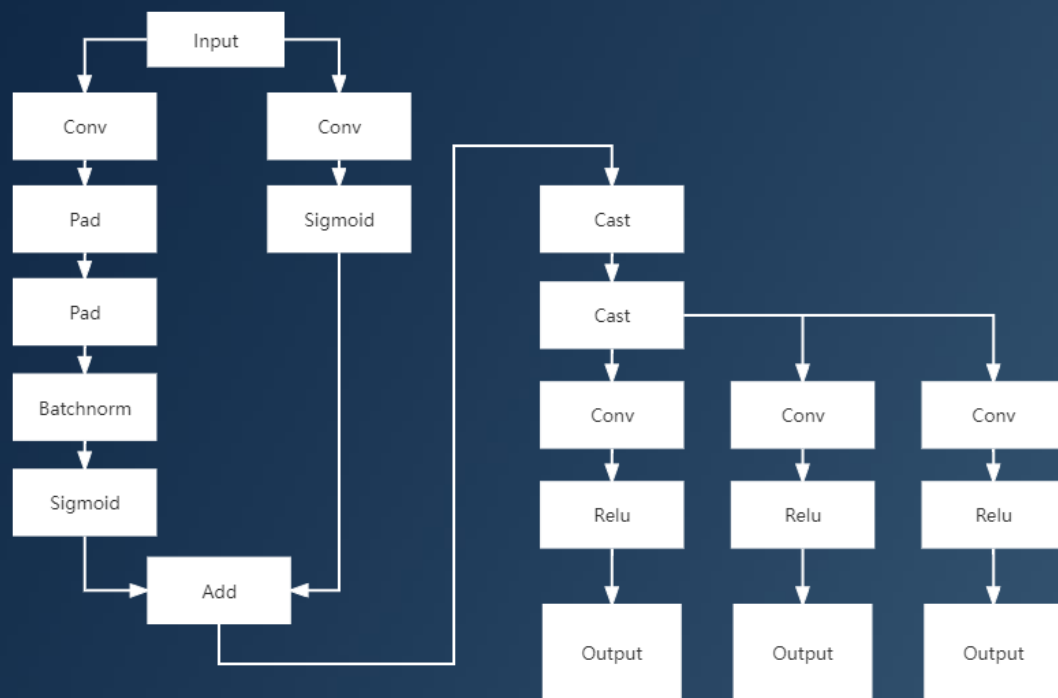 Input
Conv
Conv
Pad
Sigmoid
Pad
Batchnorm
Sigmoid
Add
Cast
Cast
Conv
Conv
Conv
Relu
Relu
Relu
Output
Output
Output